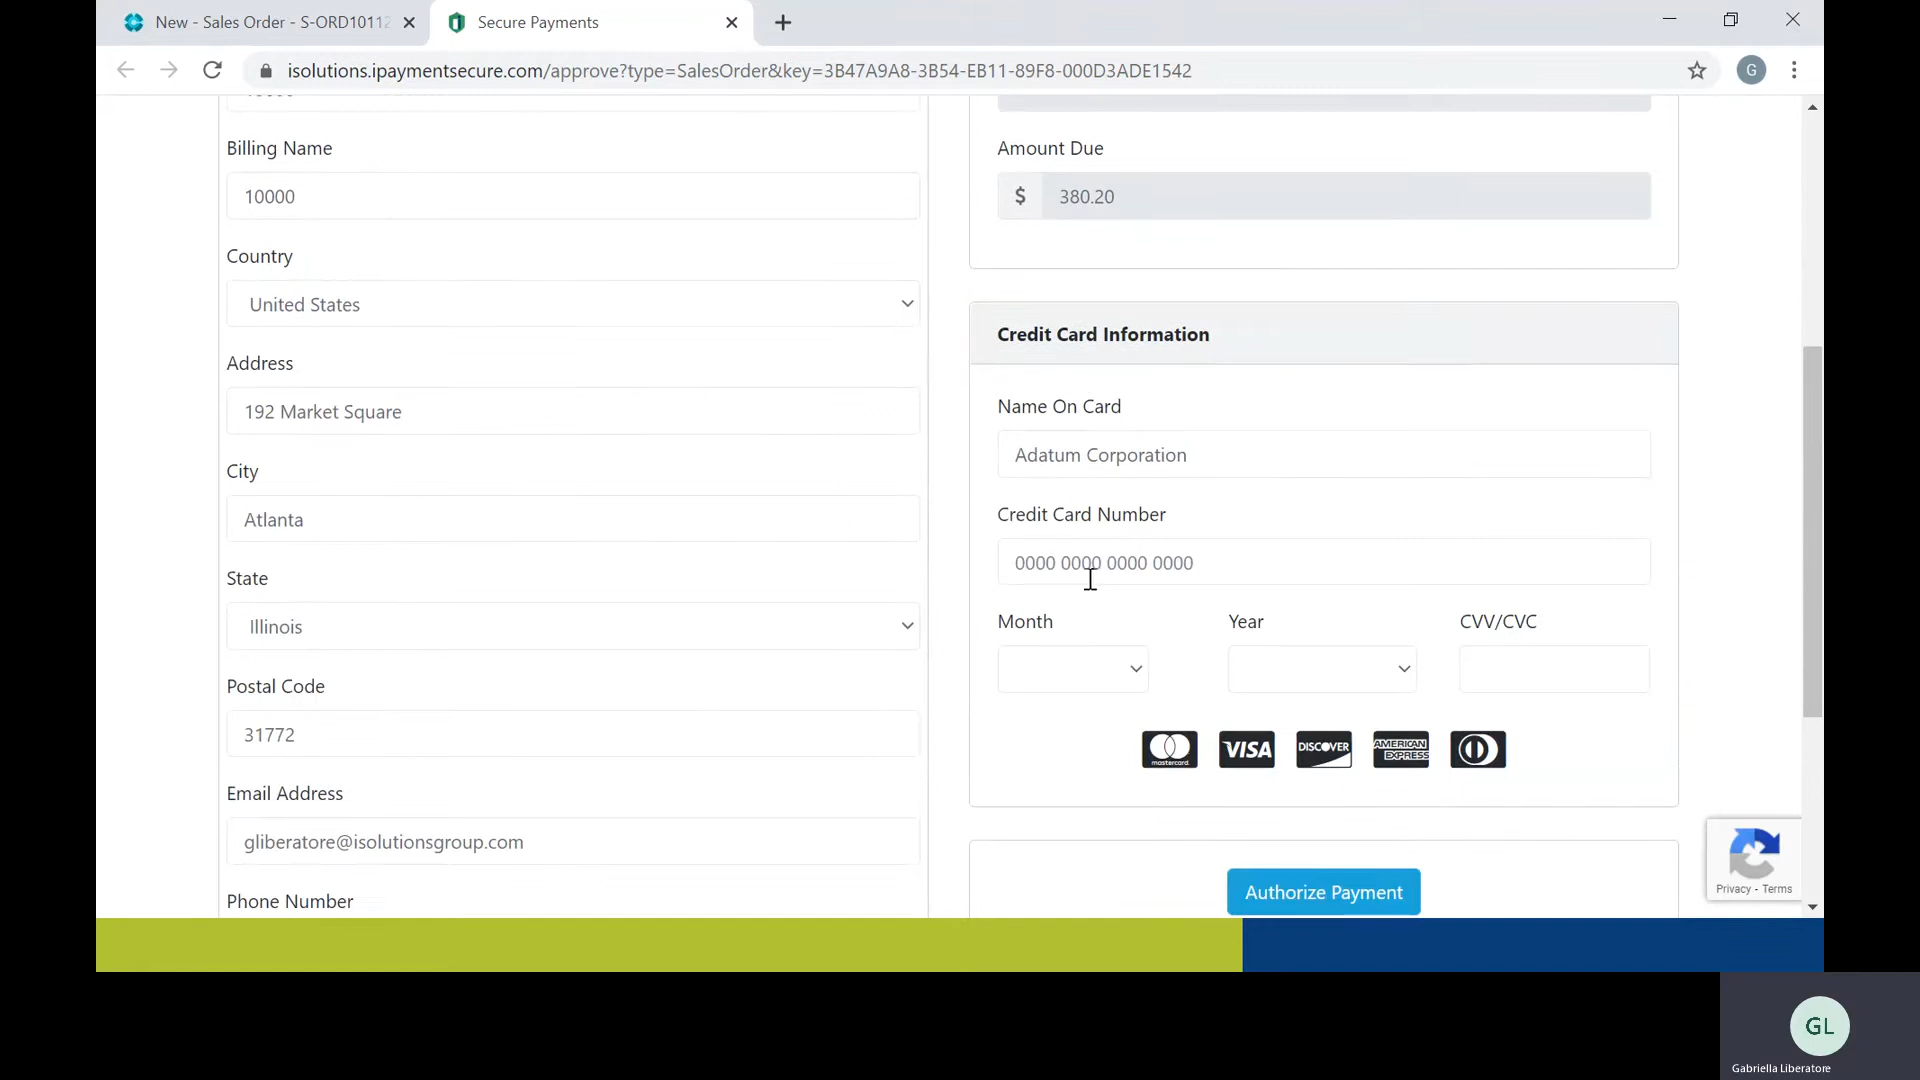 New - Sales Order - S-ORD10112
Secure Payments
isolutions.ipaymentsecure.com/approve?type=SalesOrder&key=3B47A9A8-3B54-EB11-89F8-000D3ADE1542
G
Billing Name
10000
Country
United States
Address
192 Market Square
City
Atlanta
State
Illinois
Postal Code
31772
Email Address
gliberatore@isolutionsgroup.com
Phone Number
Amount Due
$ 380.20
Credit Card Information
Name On Card
Adatum Corporation
Credit Card Number
0000 0000 0000 0000
Month Year CVV/CVC
mastercard VISA DISCOVER AMERICAN EXPRESS
Authorize Payment
Privacy - Terms
GL
Gabriella Liberatore